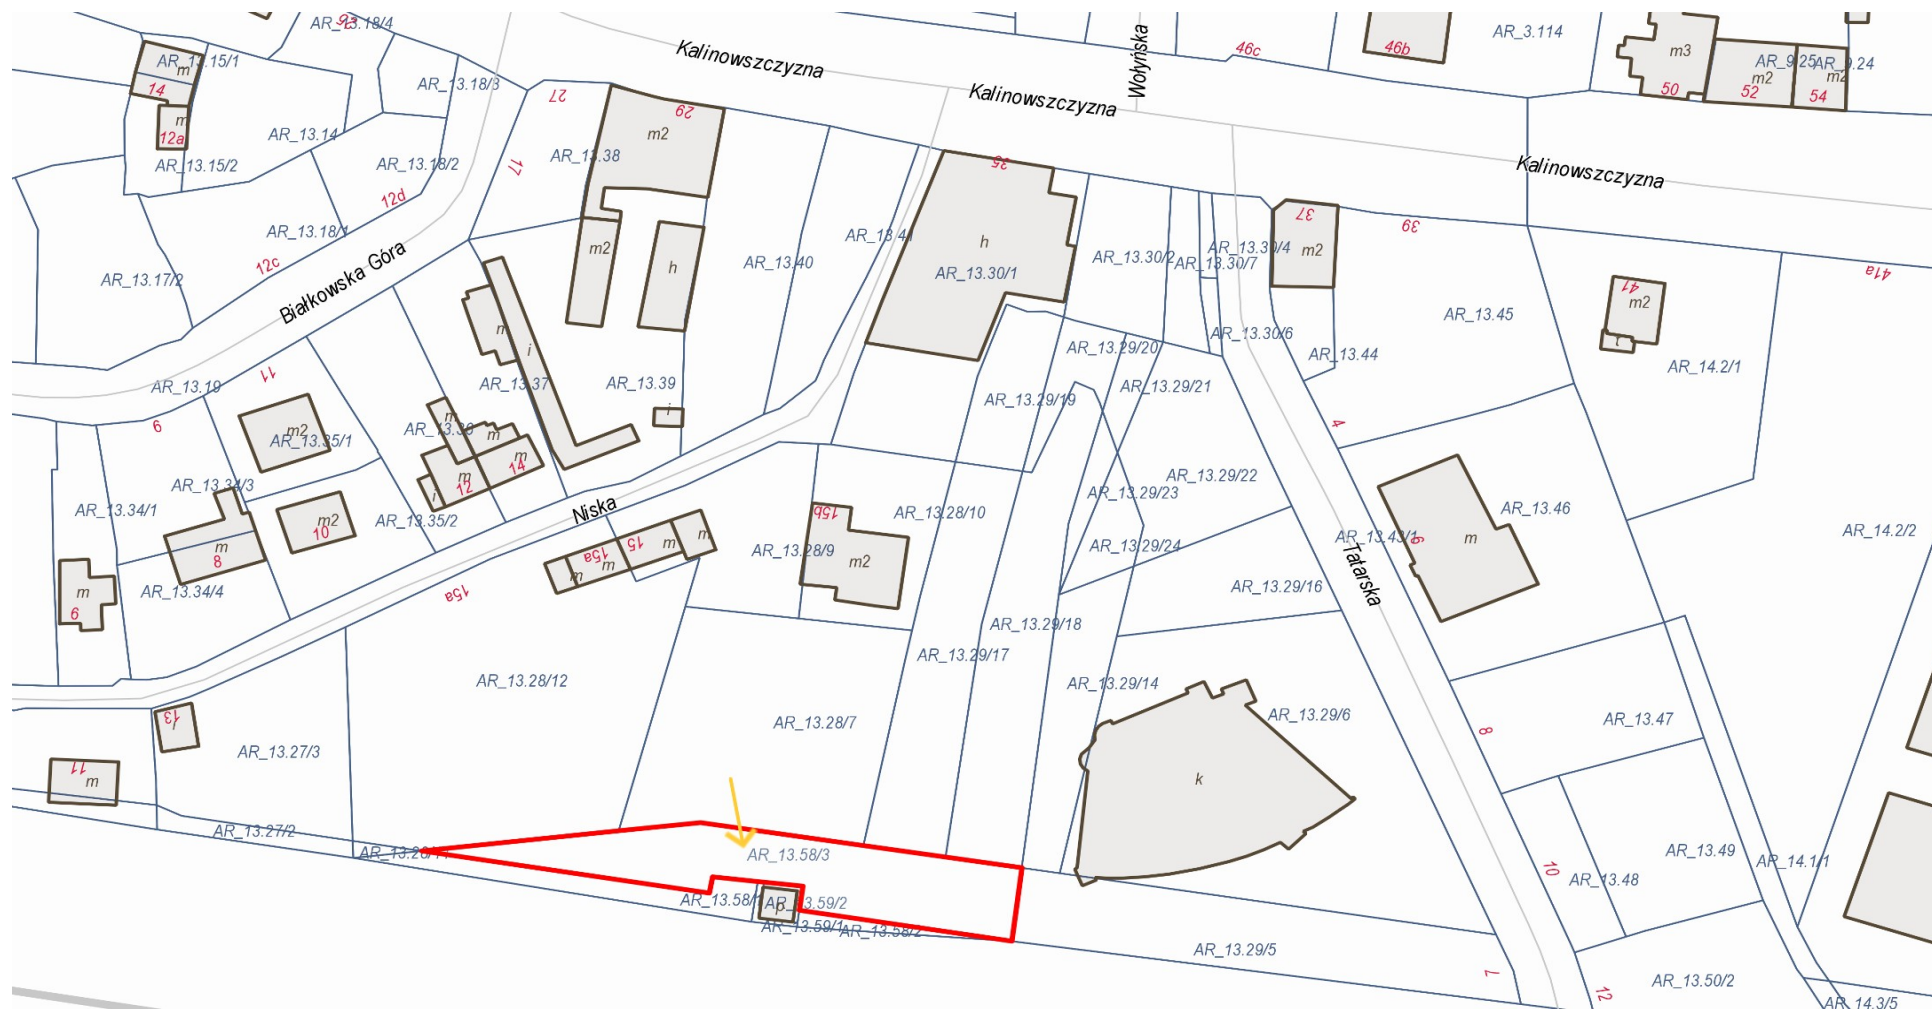 AR_13.18/4
Kalinowszczyzna
Wołyńska
46c
46b
AR_3.114
m3
50
AR_9.25
m2
52
AR_9.24
m2
54
AR_13.15/1
m
14
m
12a
AR_13.15/2
AR_13.14
AR_13.18/3
AR_13.18/2
12d
27
17
29
m2
AR_13.38
Kalinowszczyzna
35
Kalinowszczyzna
AR_13.18/1
12c
AR_13.17/2
Białkowska Góra
m2
h
AR_13.40
AR_13.41
h
AR_13.30/1
AR_13.30/2
AR_13.30/7
AR_13.30/4
37
m2
39
41a
41
m2
t
AR_13.45
AR_13.30/6
AR_13.44
AR_14.2/1
AR_13.19
11
9
m
i
AR_13.37
AR_13.39
i
AR_13.29/20
AR_13.29/21
AR_13.29/19
4
m2
AR_13.35/1
m
m
m
14
m
12
i
AR_13.34/3
AR_13.34/1
m2
10
AR_13.35/2
Niska
m
8
AR_13.34/4
m
6
15a
m
15a
m
15
m
m
15b
m2
AR_13.28/9
AR_13.28/10
AR_13.29/22
AR_13.29/23
AR_13.29/24
AR_13.29/16
AR_13.43/1
Tatarska
6
m
AR_13.46
AR_14.2/2
AR_13.29/18
AR_13.29/17
AR_13.29/14
AR_13.29/6
AR_13.28/12
AR_13.28/7
8
AR_13.47
13
i
AR_13.27/3
11
m
k
AR_13.27/2
AR_13.58/3
10
AR_13.49
AR_13.48
AR_14.1/1
p
AR_13.59/2
AR_13.59/1
AR_13.58/2
AR_13.29/5
7
12
AR_13.50/2
AR_14.3/5